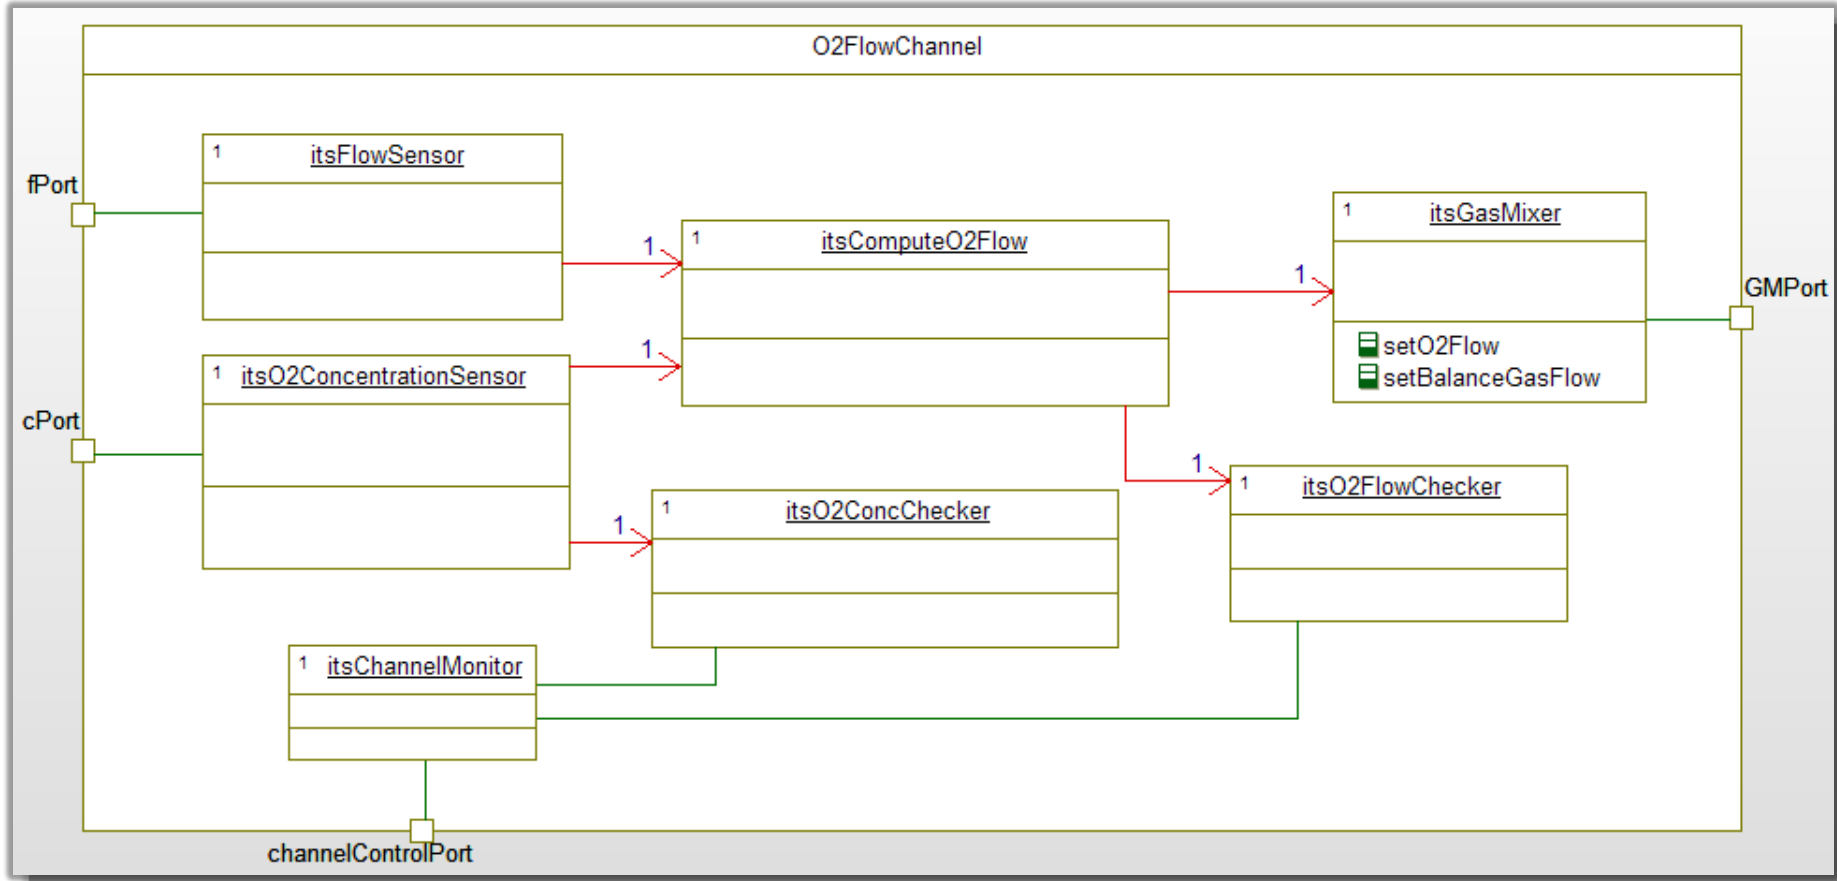 O2FlowChannel
1 itsFlowSensor
fPort
1
1 itsComputeO2Flow
1 itsGasMixer
1
GMPort
setO2Flow
setBalanceGasFlow
1
1 itsO2ConcentrationSensor
cPort
1
1 itsO2FlowChecker
1
1 itsO2ConcChecker
1 itsChannelMonitor
channelControlPort